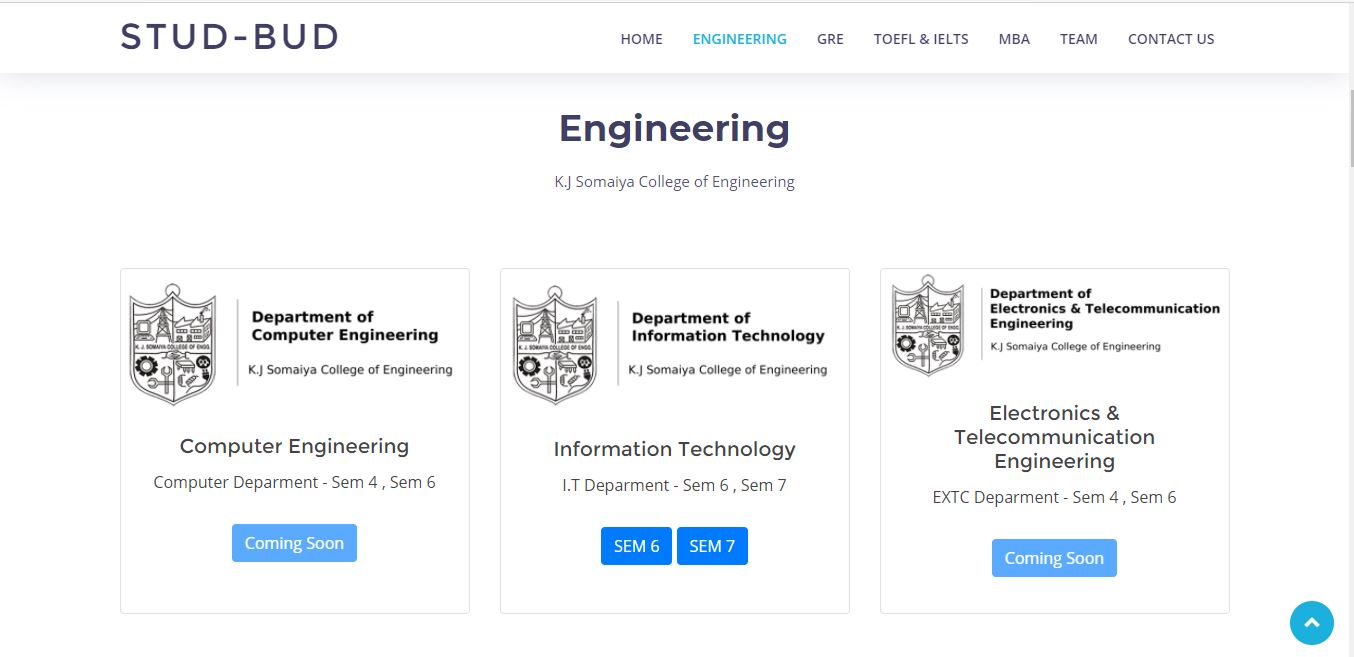 STUD-BUD
HOME ENGINEERING GRE TOEFL & IELTS MBA TEAM CONTACT US
Engineering
K.J Somaiya College of Engineering
K. J. SOMAIYA COLLEGE OF ENGG.
Department of
Computer Engineering
K.J Somaiya College of Engineering
Computer Engineering
Computer Deparment - Sem 4 , Sem 6
Coming Soon
K. J. SOMAIYA COLLEGE OF ENGG.
Department of
Information Technology
K.J Somaiya College of Engineering
Information Technology
I.T Deparment - Sem 6 , Sem 7
SEM 6 SEM 7
K. J. SOMAIYA COLLEGE OF ENGG.
Department of
Electronics & Telecommunication
Engineering
K.J Somaiya College of Engineering
Electronics &
Telecommunication
Engineering
EXTC Deparment - Sem 4 , Sem 6
Coming Soon